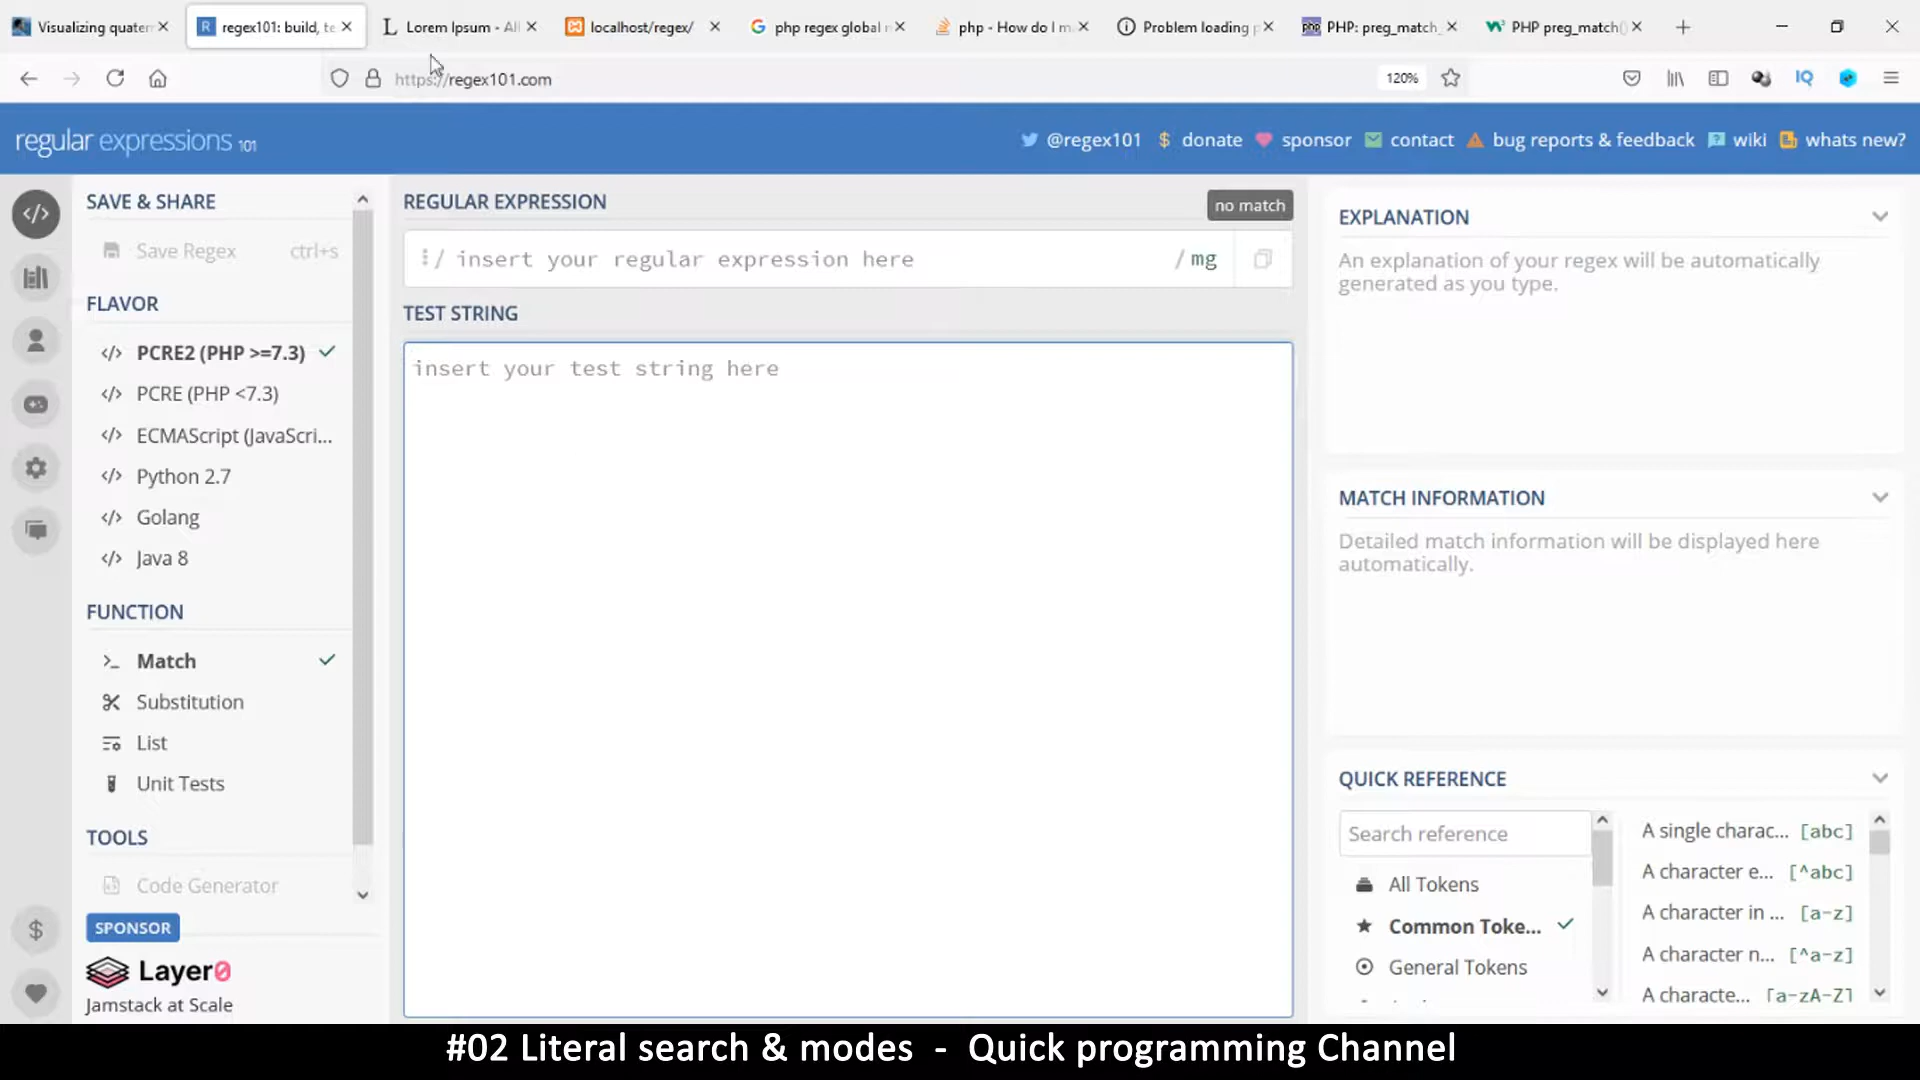 Visualizing quater
regex101: build, te
Lorem Ipsum - All
localhost/regex/
php regex global n
php - How do I m
Problem loading p
PHP: preg_match_
PHP preg_match()
https://regex101.com
120%
IQ
regular expressions 101
@regex101
$ donate
sponsor
contact
bug reports & feedback
wiki
whats new?
SAVE & SHARE
Save Regex ctrl+s
FLAVOR
</> PCRE2 (PHP >=7.3)
</> PCRE (PHP <7.3)
</> ECMAScript (JavaScri...
</> Python 2.7
</> Golang
</> Java 8
FUNCTION
Match
Substitution
List
Unit Tests
TOOLS
Code Generator
SPONSOR
Layer0
Jamstack at Scale
REGULAR EXPRESSION
no match
/ insert your regular expression here / mg
TEST STRING
insert your test string here
EXPLANATION
An explanation of your regex will be automatically
generated as you type.
MATCH INFORMATION
Detailed match information will be displayed here
automatically.
QUICK REFERENCE
Search reference
All Tokens
Common Toke...
General Tokens
A single charac... [abc]
A character e... [^abc]
A character in ... [a-z]
A character n... [^a-z]
A characte... [a-zA-Z]
#02 Literal search & modes - Quick programming Channel